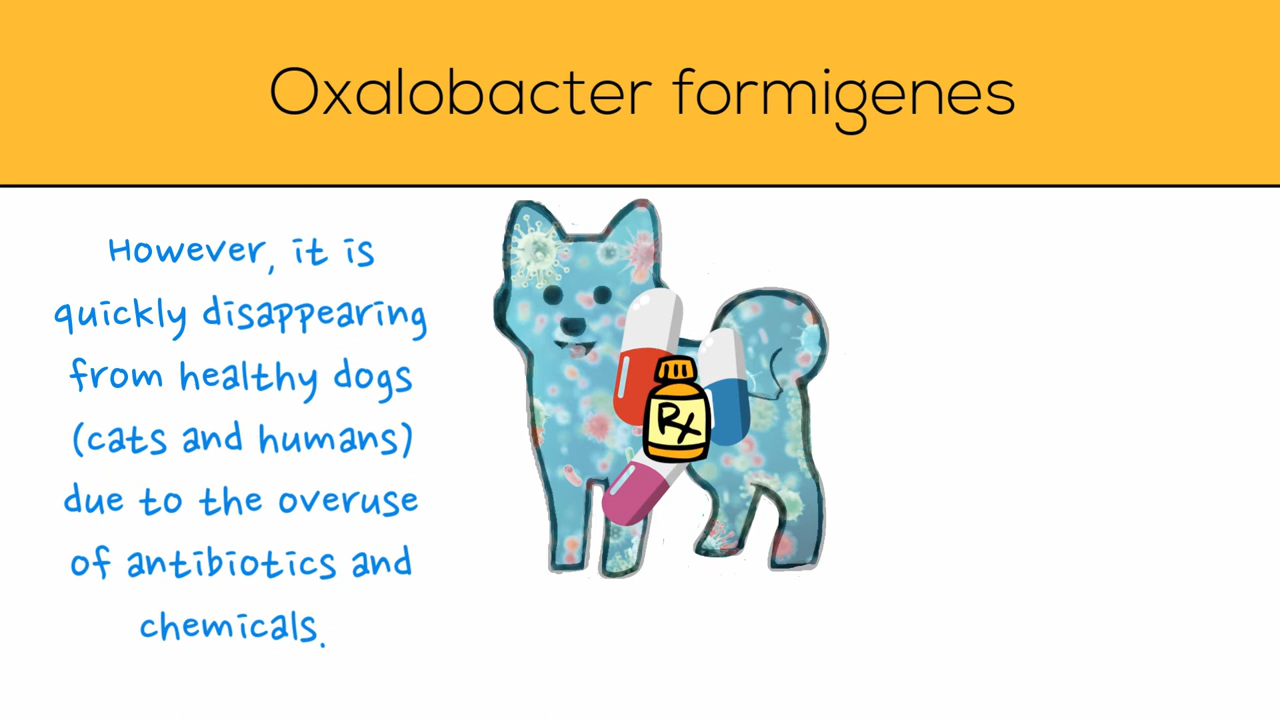 Oxalobacter formigenes
However, it is
quickly disappearing
from healthy dogs
(cats and humans)
due to the overuse
of antibiotics and
chemicals.
Rx